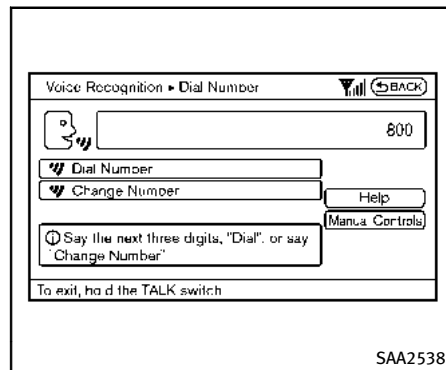 Voice Recognition ▸ Dial Number
BACK
800
Dial Number
Change Number
Help
Manual Controls
Say the next three digits, "Dial", or say
"Change Number"
To exit, hold the TALK switch
SAA2538